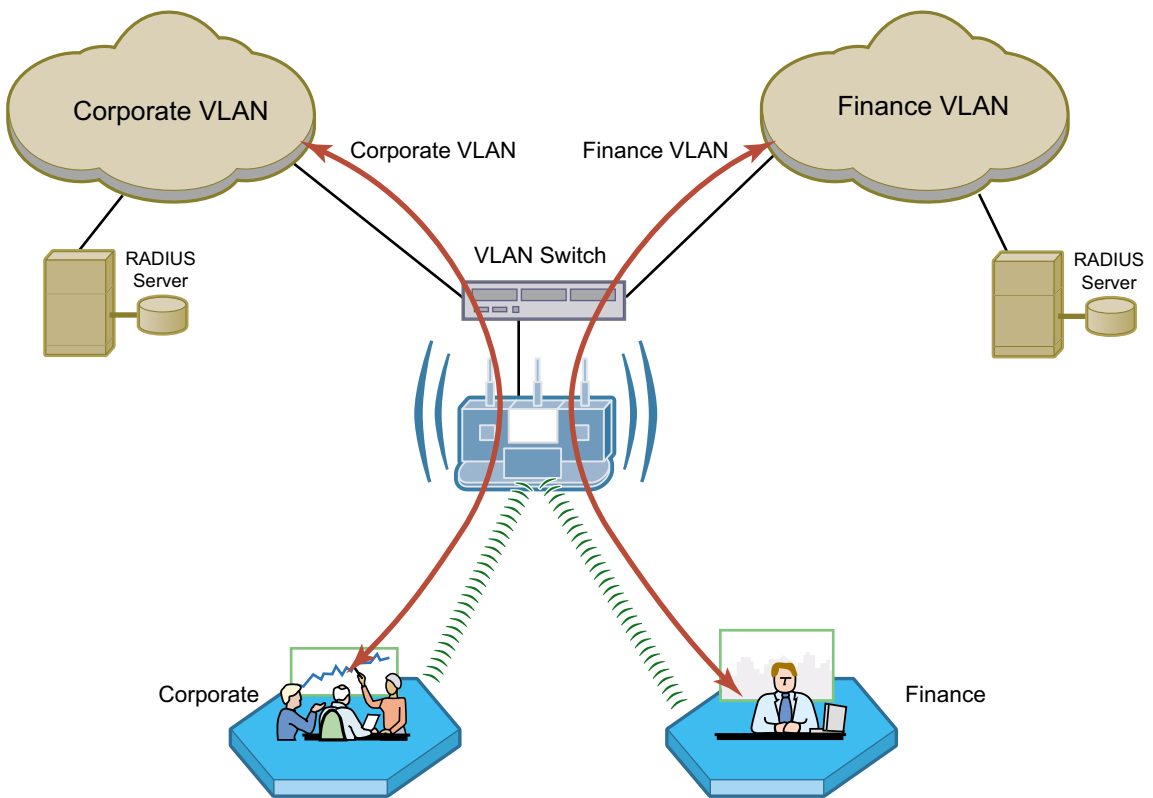 Corporate VLAN
Finance VLAN
Corporate VLAN
Finance VLAN
VLAN Switch
RADIUS
Server
RADIUS
Server
Corporate
Finance